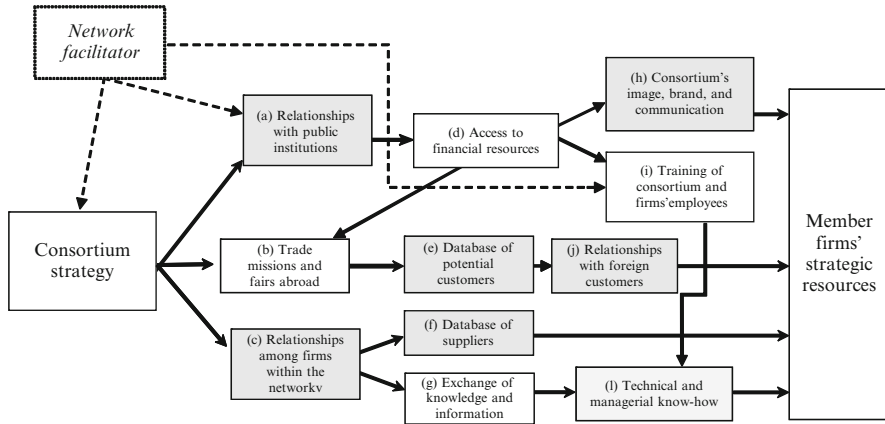 Network
facilitator
(a) Relationships
with public
institutions
(d) Access to
financial resources
(h) Consortium's
image, brand, and
communication
(i) Training of
consortium and
firms'employees
Consortium
strategy
(b) Trade
missions and
fairs abroad
(e) Database of
potential
customers
(j) Relationships
with foreign
customers
Member
firms'
strategic
resources
(c) Relationships
among firms
within the
networkv
(f) Database of
suppliers
(g) Exchange of
knowledge and
information
(l) Technical and
managerial know-how